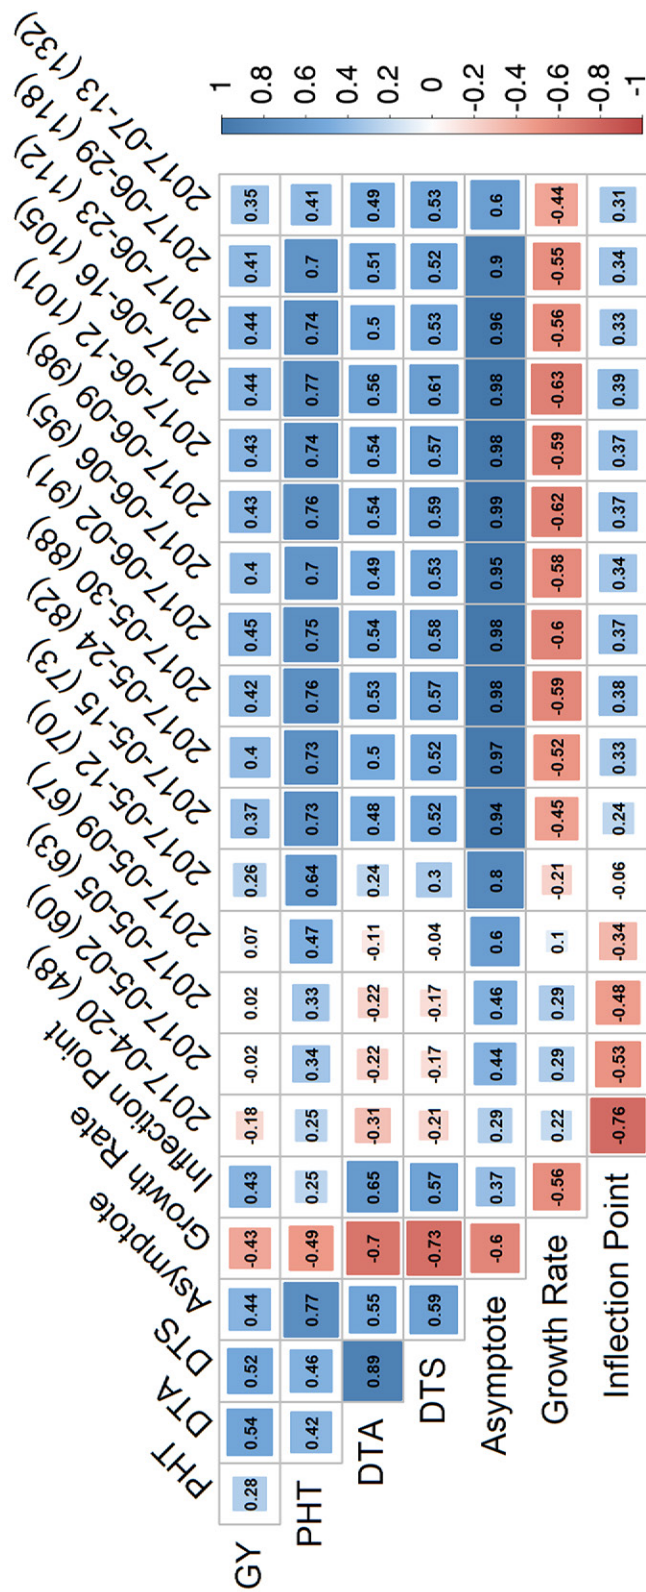 PHT
DTA
DTS
Asymptote
Growth Rate
Inflection Point
2017-04-20 (48)
2017-05-02 (60)
2017-05-05 (63)
2017-05-09 (67)
2017-05-12 (70)
2017-05-15 (73)
2017-05-24 (82)
2017-05-30 (88)
2017-06-02 (91)
2017-06-06 (95)
2017-06-09 (98)
2017-06-12 (101)
2017-06-16 (105)
2017-06-23 (112)
2017-06-29 (118)
2017-07-13 (132)
GY 0.28 0.54 0.52 0.44 -0.43 0.43 -0.18 -0.02 0.02 0.07 0.26 0.37 0.4 0.42 0.45 0.4 0.43 0.43 0.44 0.44 0.41 0.35
PHT 0.42 0.46 0.77 -0.49 0.25 0.25 0.34 0.33 0.47 0.64 0.73 0.73 0.76 0.75 0.7 0.76 0.74 0.77 0.74 0.7 0.41
DTA 0.89 0.55 -0.7 0.65 -0.31 -0.22 -0.22 -0.11 0.24 0.48 0.5 0.53 0.54 0.49 0.54 0.54 0.56 0.5 0.51 0.49
DTS 0.59 -0.73 0.57 -0.21 -0.17 -0.17 -0.04 0.3 0.52 0.52 0.57 0.58 0.53 0.59 0.57 0.61 0.53 0.52 0.53
Asymptote -0.6 0.37 0.29 0.44 0.46 0.6 0.8 0.94 0.97 0.98 0.98 0.95 0.99 0.98 0.98 0.96 0.9 0.6
Growth Rate -0.56 0.22 0.29 0.29 0.1 -0.21 -0.45 -0.52 -0.59 -0.6 -0.58 -0.62 -0.59 -0.63 -0.56 -0.55 -0.44
Inflection Point -0.76 -0.53 -0.48 -0.34 -0.06 0.24 0.33 0.38 0.37 0.34 0.37 0.37 0.39 0.33 0.34 0.31
1
0.8
0.6
0.4
0.2
0
-0.2
-0.4
-0.6
-0.8
-1